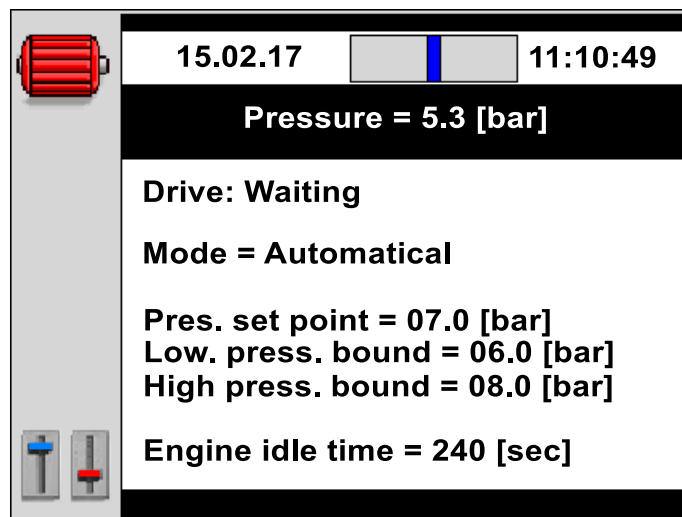 15.02.17 11:10:49
Pressure = 5.3 [bar]
Drive: Waiting
Mode = Automatical
Pres. set point = 07.0 [bar]
Low. press. bound = 06.0 [bar]
High press. bound = 08.0 [bar]
Engine idle time = 240 [sec]